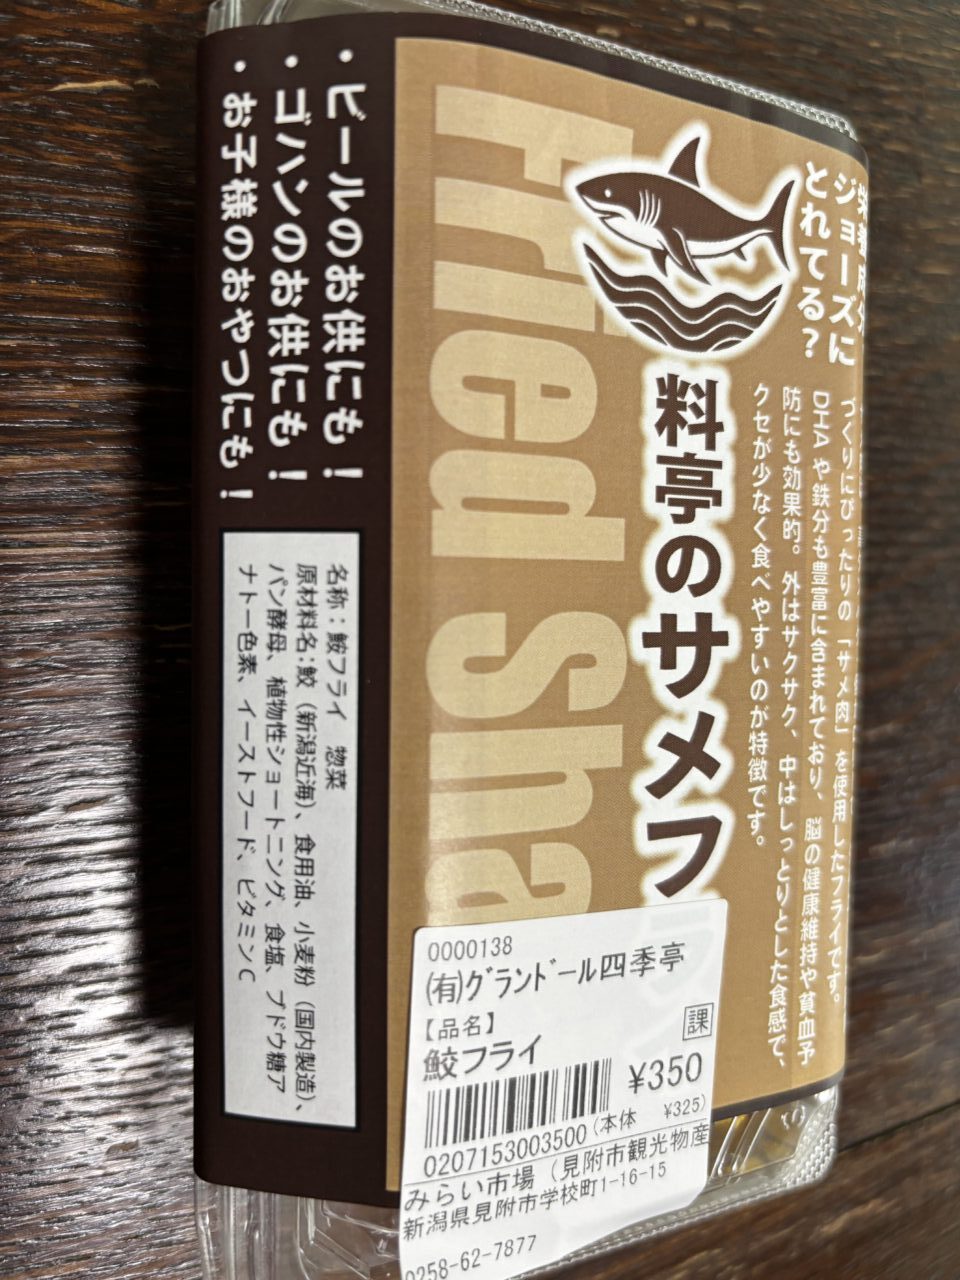 ジョーズに
とれてる？
づくりにぴったりの「サメ肉」を使用したフライです。
DHAや鉄分も豊富に含まれており、脳の健康維持や貧血予
防にも効果的。外はサクサク、中はしっとりとした食感で、
クセが少なく食べやすいのが特徴です。
料亭のサメフ
Fried Sha
・ビールのお供にも！
・ゴハンのお供にも！
・お子様のおやつにも！
名称：鮫フライ 惣菜
原材料名:鮫（新潟近海）、食用油、小麦粉（国内製造）、
パン酵母、植物性ショートニング、食塩、ブドウ糖ア
ナトー色素、イーストフード、ビタミンC
0000138
(有)グランドール四季亭
【品名】
課
鮫フライ
¥350
(本体 ¥325)
0207153003500
みらい市場（見附市観光物産
新潟県見附市学校町1-16-15
0258-62-7877